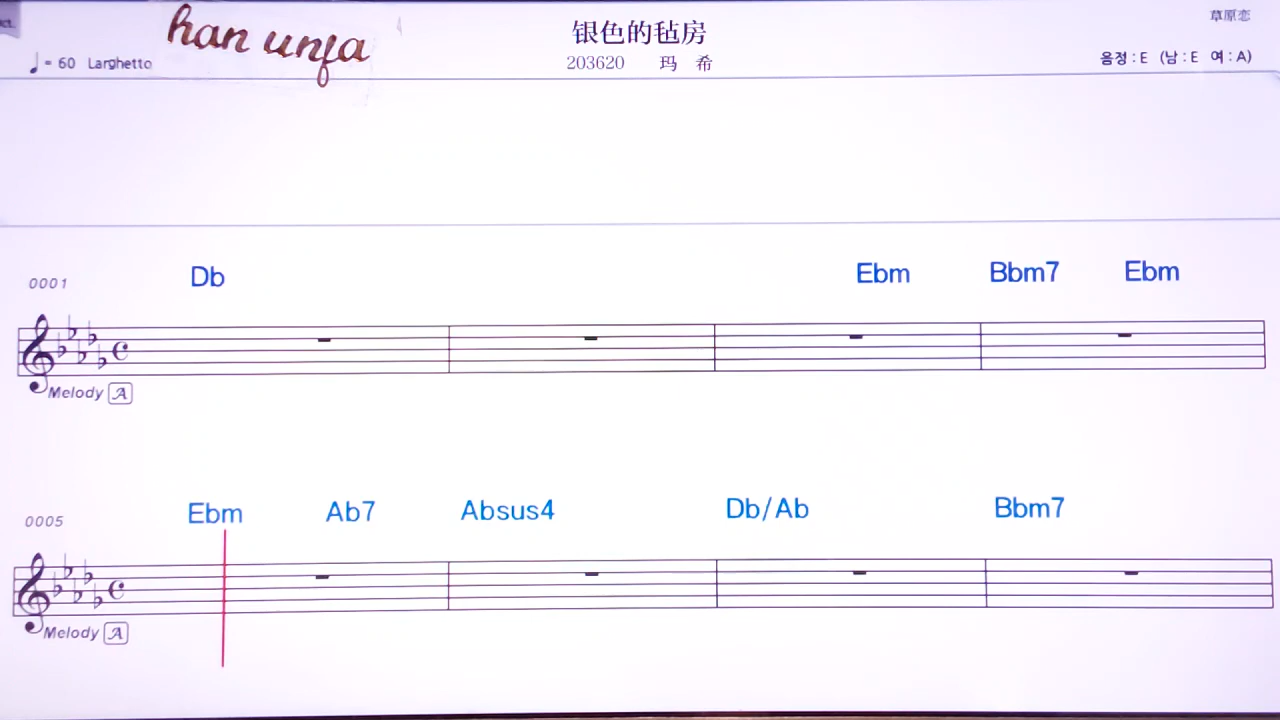 han unfa
银色的毡房
草原恋
♩= 60 Larghetto
203620 玛 希
음정 : E (남 : E 여 : A)
0001 Db Ebm Bbm7 Ebm
Melody A
0005 Ebm Ab7 Absus4 Db/Ab Bbm7
Melody A